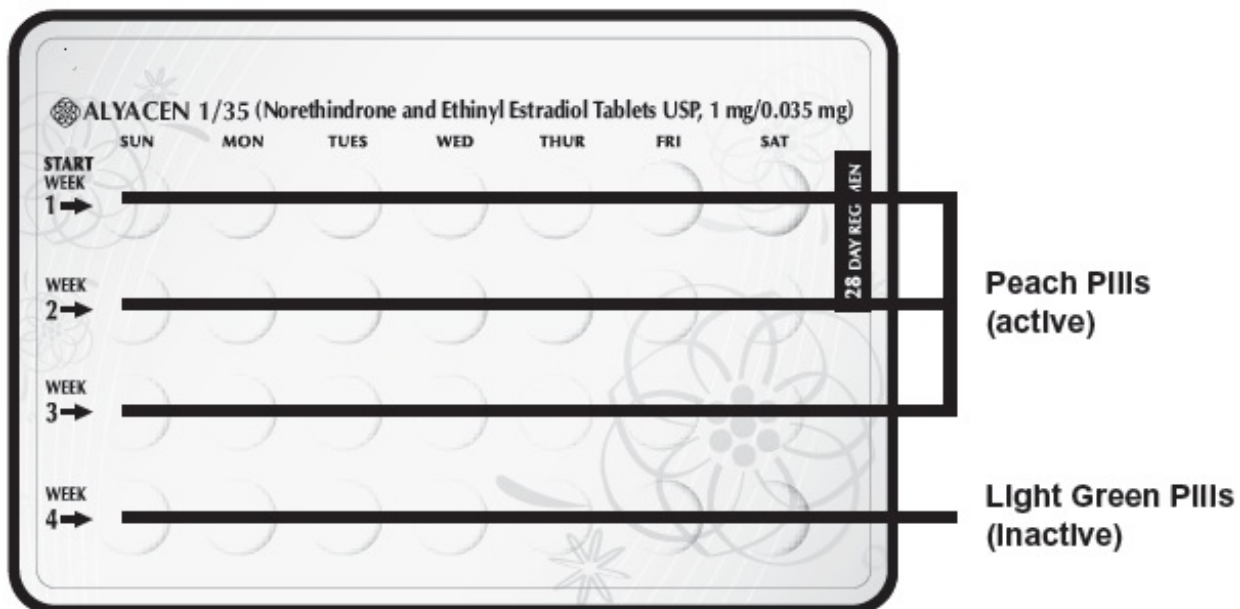 ALYACEN 1/35 (Norethindrone and Ethinyl Estradiol Tablets USP, 1 mg/0.035 mg)
SUN MON TUES WED THUR FRI SAT
START
WEEK
1
WEEK
2
WEEK
3
WEEK
4
28 DAY REGIMEN
Peach Pills
(active)
Light Green Pills
(Inactive)